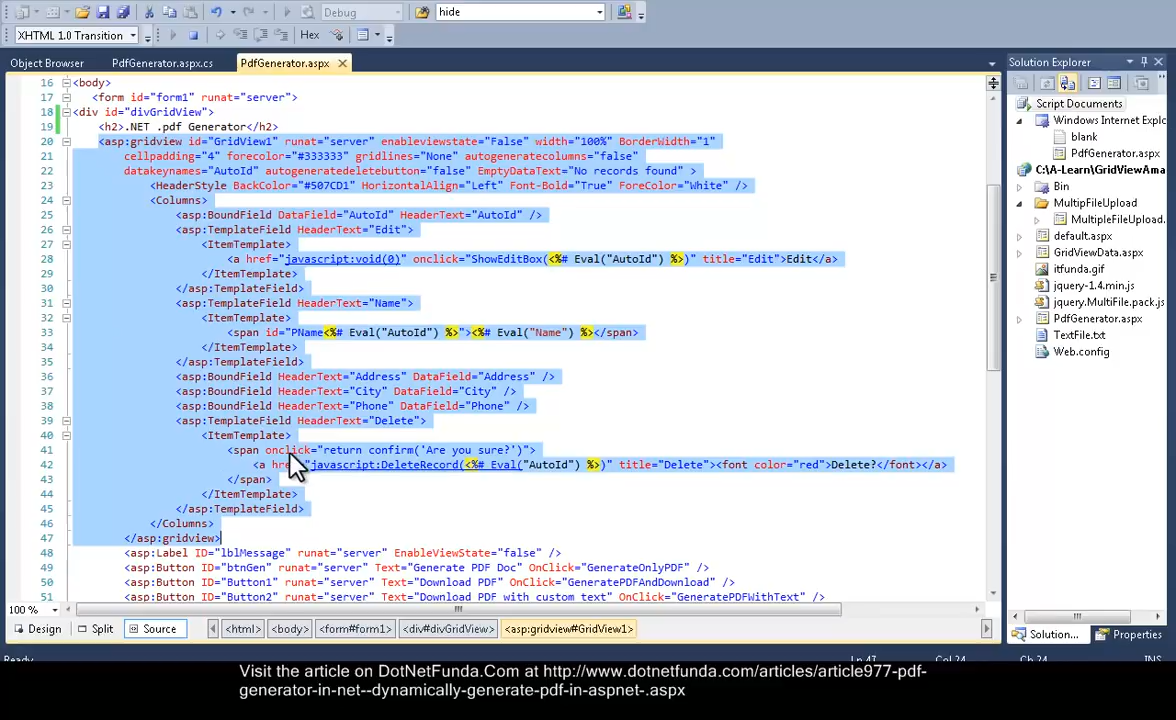 Debug
hide
XHTML 1.0 Transition
Hex
Object Browser
PdfGenerator.aspx.cs
PdfGenerator.aspx
16 <body>
17 <form id="form1" runat="server">
18 <div id="divGridView">
19 <h2>.NET .pdf Generator</h2>
20 <asp:gridview id="GridView1" runat="server" enableviewstate="False" width="100%" BorderWidth="1"
21 cellpadding="4" forecolor="#333333" gridlines="None" autogeneratecolumns="false"
22 datakeynames="AutoId" autogeneratedeletebutton="false" EmptyDataText="No records found" >
23 <HeaderStyle BackColor="#507CD1" HorizontalAlign="Left" Font-Bold="True" ForeColor="White" />
24 <Columns>
25 <asp:BoundField DataField="AutoId" HeaderText="AutoId" />
26 <asp:TemplateField HeaderText="Edit">
27 <ItemTemplate>
28 <a href="javascript:void(0)" onclick="ShowEditBox(<%# Eval("AutoId") %>)" title="Edit">Edit</a>
29 </ItemTemplate>
30 </asp:TemplateField>
31 <asp:TemplateField HeaderText="Name">
32 <ItemTemplate>
33 <span id="PName<%# Eval("AutoId") %>"><%# Eval("Name") %></span>
34 </ItemTemplate>
35 </asp:TemplateField>
36 <asp:BoundField HeaderText="Address" DataField="Address" />
37 <asp:BoundField HeaderText="City" DataField="City" />
38 <asp:BoundField HeaderText="Phone" DataField="Phone" />
39 <asp:TemplateField HeaderText="Delete">
40 <ItemTemplate>
41 <span onclick="return confirm('Are you sure?')">
42 <a href="javascript:DeleteRecord(<%# Eval("AutoId") %>)" title="Delete"><font color="red">Delete?</font></a>
43 </span>
44 </ItemTemplate>
45 </asp:TemplateField>
46 </Columns>
47 </asp:gridview>
48 <asp:Label ID="lblMessage" runat="server" EnableViewState="false" />
49 <asp:Button ID="btnGen" runat="server" Text="Generate PDF Doc" OnClick="GenerateOnlyPDF" />
50 <asp:Button ID="Button1" runat="server" Text="Download PDF" OnClick="GeneratePDFAndDownload" />
51 <asp:Button ID="Button2" runat="server" Text="Download PDF with custom text" OnClick="GeneratePDFWithText" />
100 %
Design
Split
Source
<html>
<body>
<form#form1>
<div#divGridView>
<asp:gridview#GridView1>
Solution Explorer
Script Documents
Windows Internet Explo
blank
PdfGenerator.aspx
C:\A-Learn\GridViewAma
Bin
MultipFileUpload
MultipleFileUpload.
default.aspx
GridViewData.aspx
itfunda.gif
jquery-1.4.min.js
jquery.MultiFile.pack.js
PdfGenerator.aspx
TextFile.txt
Web.config
Solution...
Properties
Ready
Ln 47
Col 24
Ch 24
INS
Visit the article on DotNetFunda.Com at http://www.dotnetfunda.com/articles/article977-pdf-
generator-in-net--dynamically-generate-pdf-in-aspnet-.aspx